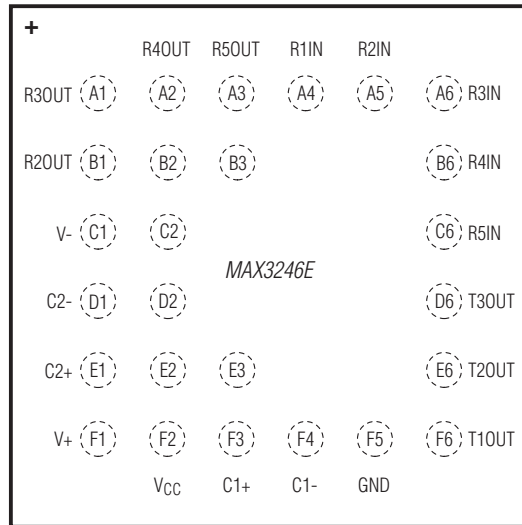 +
R4OUT R5OUT R1IN R2IN
R3OUT A1 A2 A3 A4 A5 A6 R3IN
R2OUT B1 B2 B3 B6 R4IN
V- C1 C2 C6 R5IN
MAX3246E
C2- D1 D2 D6 T3OUT
C2+ E1 E2 E3 E6 T2OUT
V+ F1 F2 F3 F4 F5 F6 T1OUT
VCC C1+ C1- GND